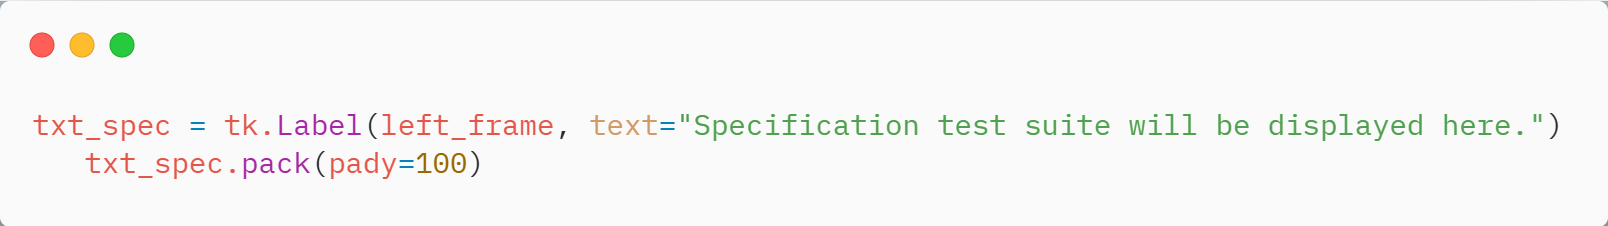 txt_spec = tk.Label(left_frame, text="Specification test suite will be displayed here.")
   txt_spec.pack(pady=100)